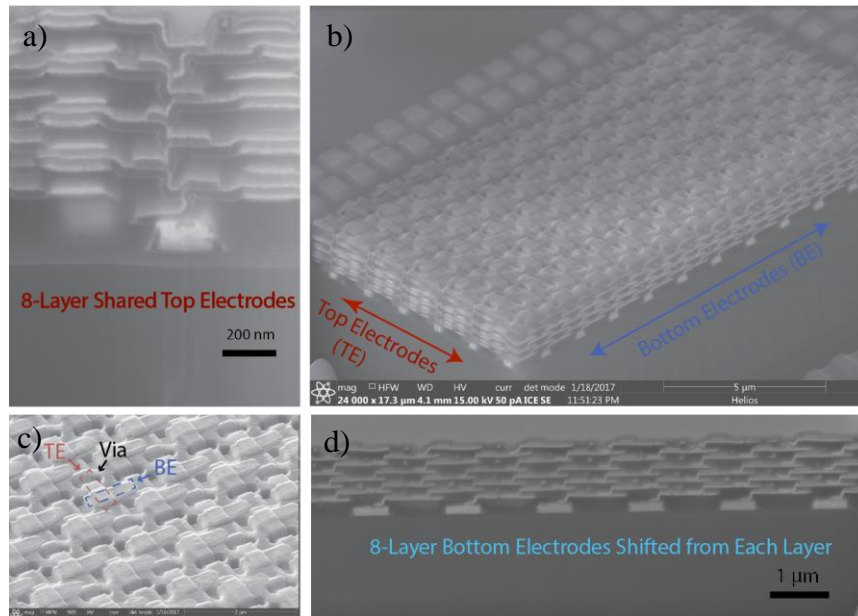 a)
8-Layer Shared Top Electrodes
200 nm
b)
Top Electrodes
(TE)
Bottom Electrodes (BE)
mag □ HFW WD HV curr det mode 1/18/2017 5 µm
24 000 x 17.3 µm 4.1 mm 15.00 kV 50 pA ICE SE 11:51:23 PM Helios
c)
TE
Via
BE
d)
8-Layer Bottom Electrodes Shifted from Each Layer
1 µm